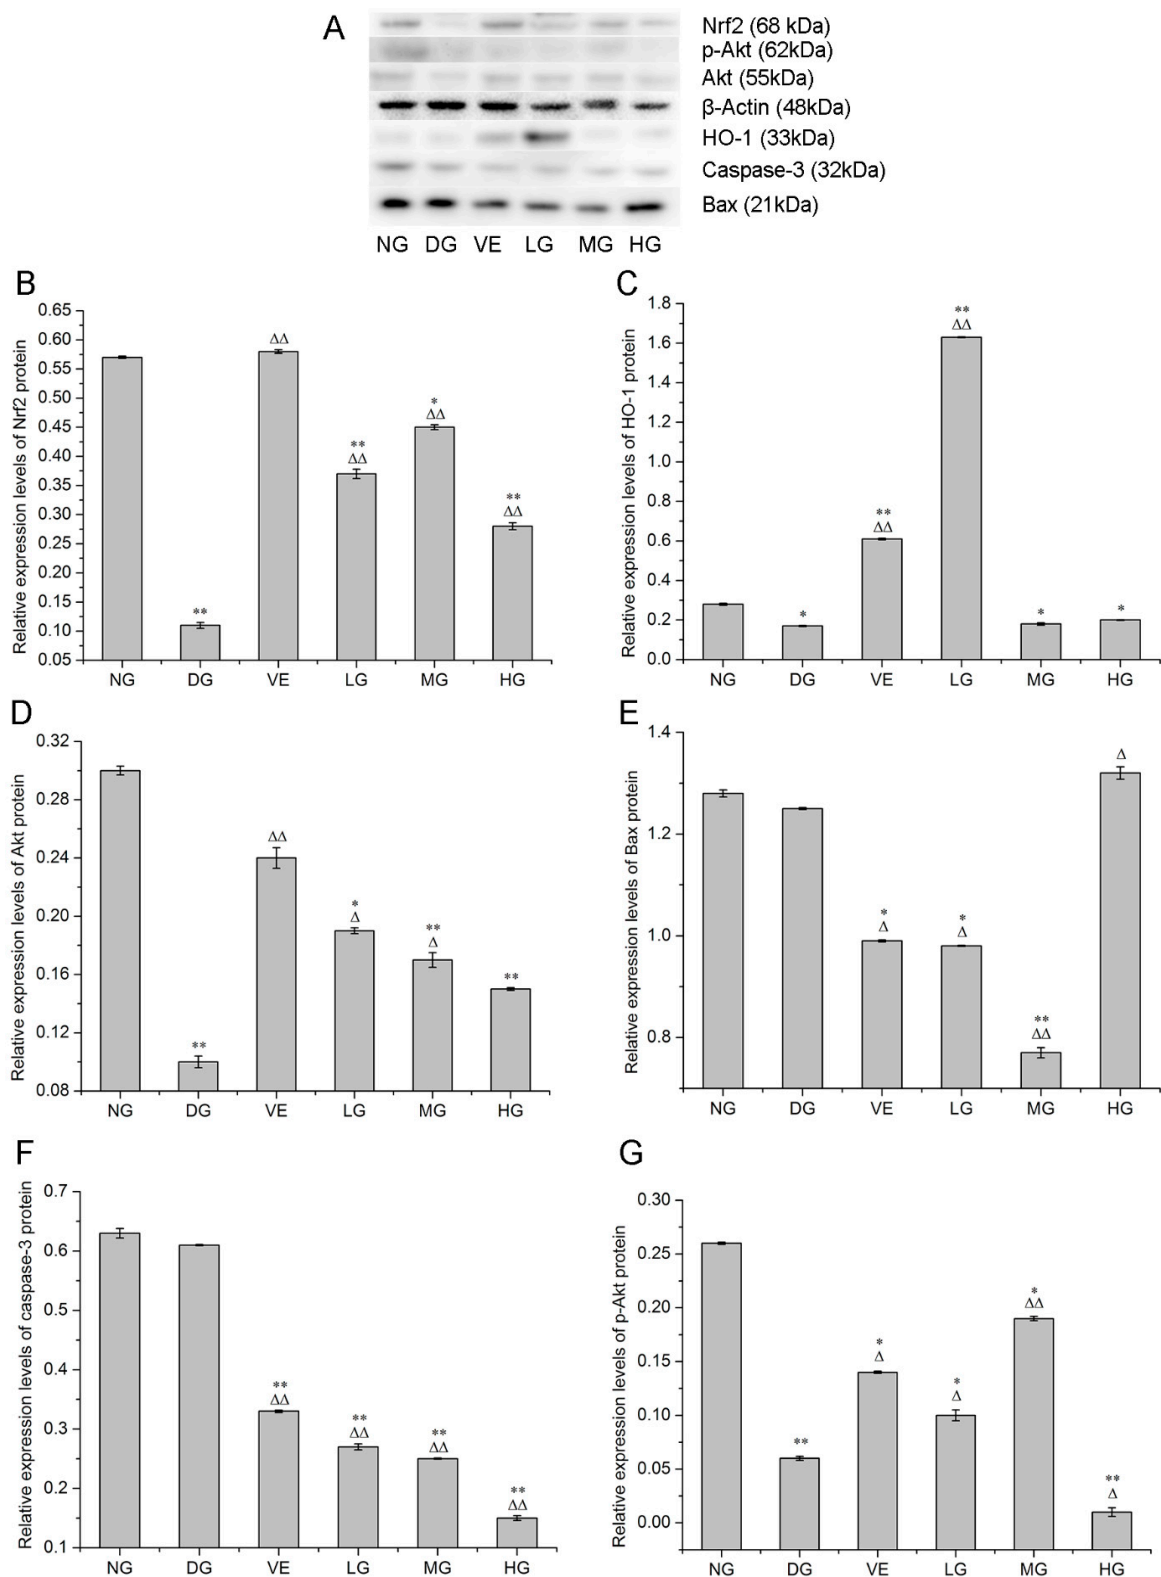 A
Nrf2 (68 kDa)
p-Akt (62kDa)
Akt (55kDa)
β-Actin (48kDa)
HO-1 (33kDa)
Caspase-3 (32kDa)
Bax (21kDa)
NG DG VE LG MG HG
B
Relative expression levels of Nrf2 protein
0.65
0.60
0.55
0.50
0.45
0.40
0.35
0.30
0.25
0.20
0.15
0.10
0.05
**
ΔΔ
**
ΔΔ
*
ΔΔ
**
ΔΔ
NG DG VE LG MG HG
C
Relative expression levels of HO-1 protein
1.8
1.6
1.4
1.2
1.0
0.8
0.6
0.4
0.2
0.0
*
**
ΔΔ
**
ΔΔ
*
*
NG DG VE LG MG HG
D
Relative expression levels of Akt protein
0.32
0.28
0.24
0.20
0.16
0.12
0.08
**
ΔΔ
*
Δ
**
Δ
**
NG DG VE LG MG HG
E
Relative expression levels of Bax protein
1.4
1.2
1.0
0.8
*
Δ
*
Δ
**
ΔΔ
Δ
NG DG VE LG MG HG
F
Relative expression levels of caspase-3 protein
0.7
0.6
0.5
0.4
0.3
0.2
0.1
**
ΔΔ
**
ΔΔ
**
ΔΔ
**
ΔΔ
NG DG VE LG MG HG
G
Relative expression levels of p-Akt protein
0.30
0.25
0.20
0.15
0.10
0.05
0.00
**
*
Δ
*
Δ
*
ΔΔ
**
Δ
NG DG VE LG MG HG